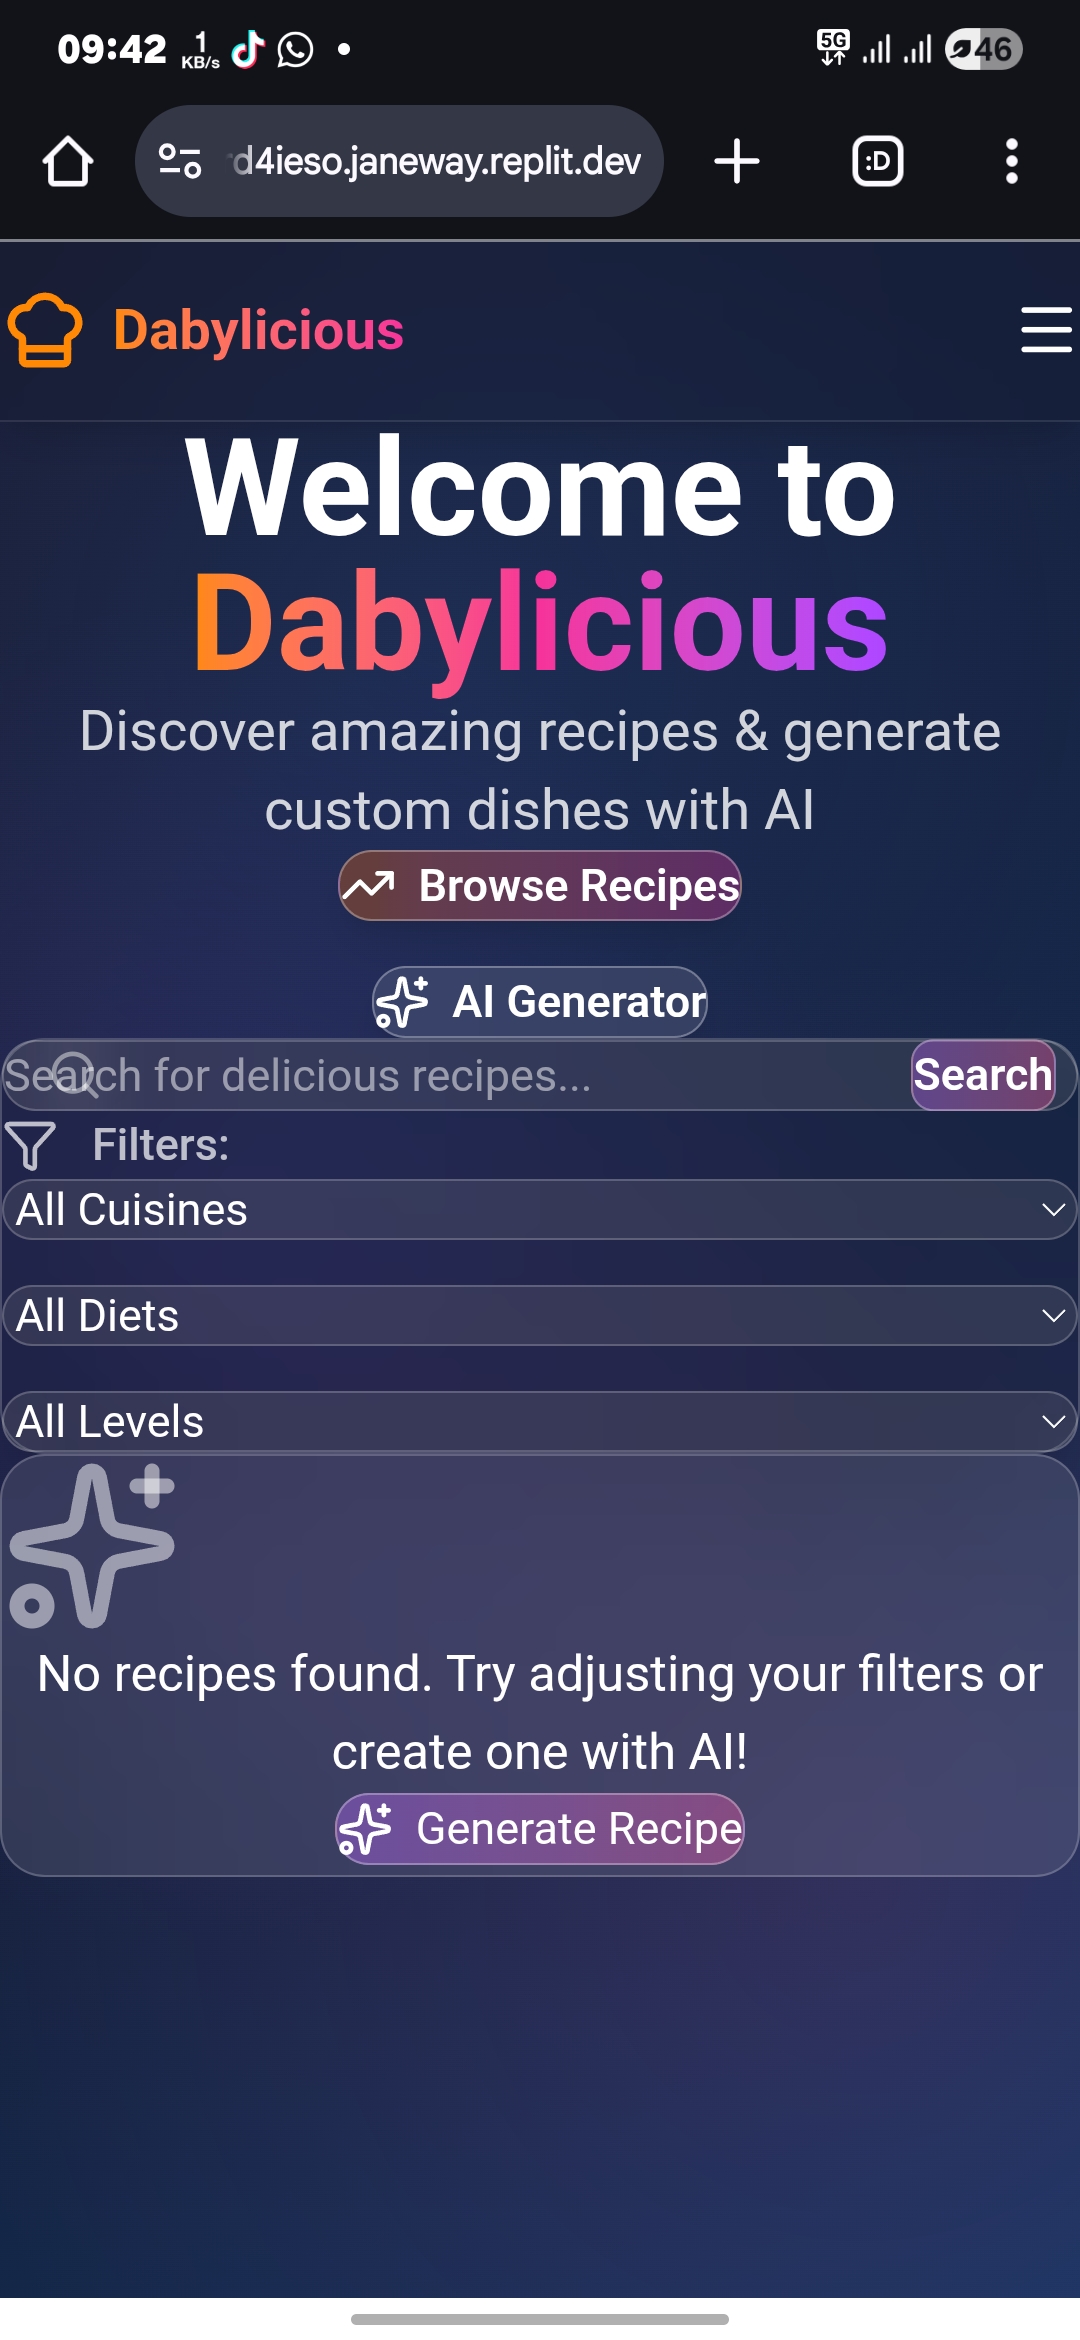 09:42 1 KB/s 5G 46
d4ieso.janeway.replit.dev :D
Dabylicious
Welcome to
Dabylicious
Discover amazing recipes & generate
custom dishes with AI
Browse Recipes
AI Generator
Search for delicious recipes... Search
Filters:
All Cuisines
All Diets
All Levels
No recipes found. Try adjusting your filters or
create one with AI!
Generate Recipe